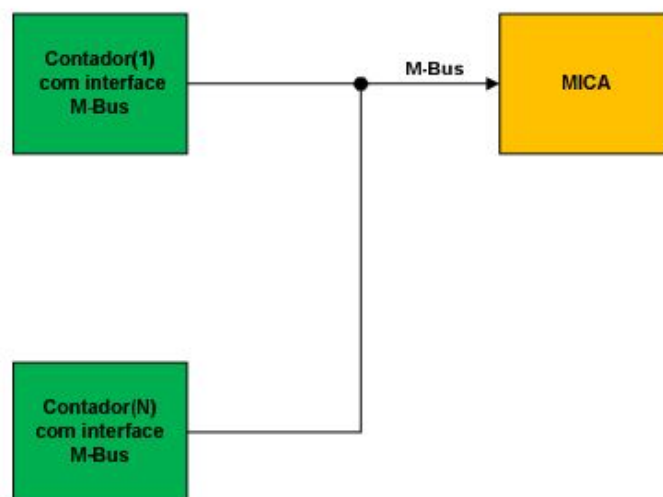 Contador(1)
com interface
M-Bus
M-Bus
MICA
Contador(N)
com interface
M-Bus